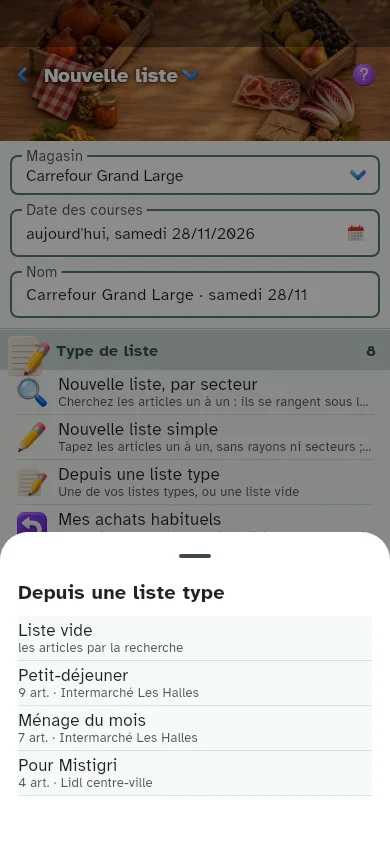 Nouvelle liste
?
Magasin
Carrefour Grand Large
Date des courses
aujourd'hui, samedi 28/11/2026
Nom
Carrefour Grand Large · samedi 28/11
Type de liste 8
Nouvelle liste, par secteur
Cherchez les articles un à un : ils se rangent sous l...
Nouvelle liste simple
Tapez les articles un à un, sans rayons ni secteurs ;...
Depuis une liste type
Une de vos listes types, ou une liste vide
Mes achats habituels
Depuis une liste type
Liste vide
les articles par la recherche
Petit-déjeuner
9 art. · Intermarché Les Halles
Ménage du mois
7 art. · Intermarché Les Halles
Pour Mistigri
4 art. · Lidl centre-ville